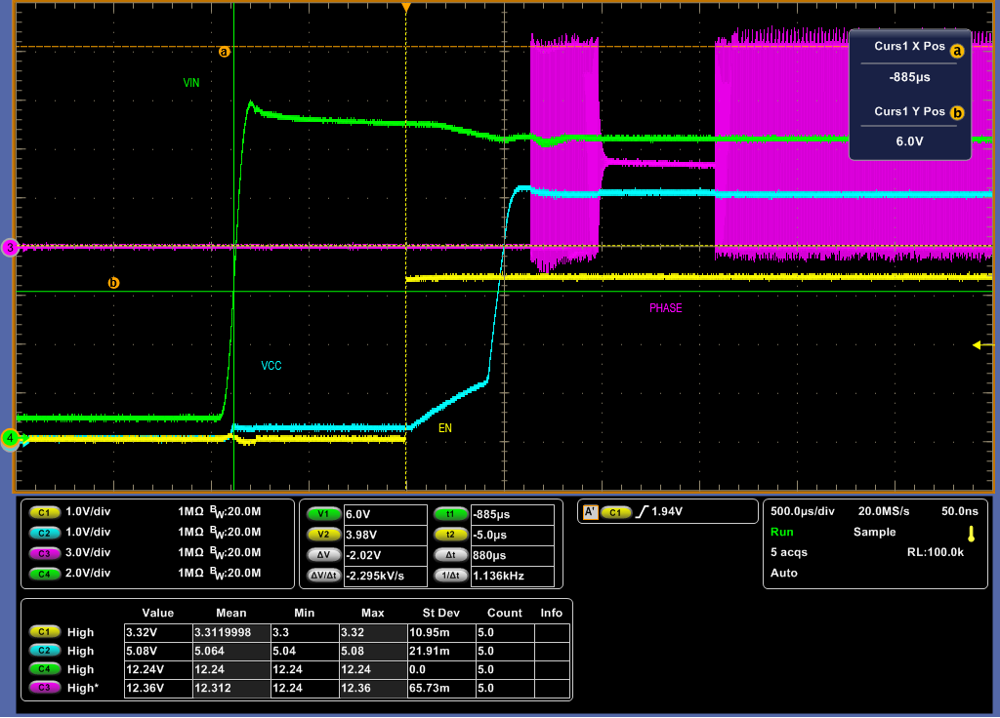 a
Curs1 X Pos a
-885µs
Curs1 Y Pos b
6.0V
VIN
3
b
PHASE
VCC
EN
4
C1 1.0V/div 1MΩ BW:20.0M
C2 1.0V/div 1MΩ BW:20.0M
C3 3.0V/div 1MΩ BW:20.0M
C4 2.0V/div 1MΩ BW:20.0M
V1 6.0V t1 -885µs
V2 3.98V t2 -5.0µs
ΔV -2.02V Δt 880µs
ΔV/Δt -2.295kV/s 1/Δt 1.136kHz
A' C1 1.94V
500.0µs/div 20.0MS/s 50.0ns
Run Sample
5 acqs RL:100.0k
Auto
Value Mean Min Max St Dev Count Info
C1 High 3.32V 3.3119998 3.3 3.32 10.95m 5.0
C2 High 5.08V 5.064 5.04 5.08 21.91m 5.0
C4 High 12.24V 12.24 12.24 12.24 0.0 5.0
C3 High* 12.36V 12.312 12.24 12.36 65.73m 5.0